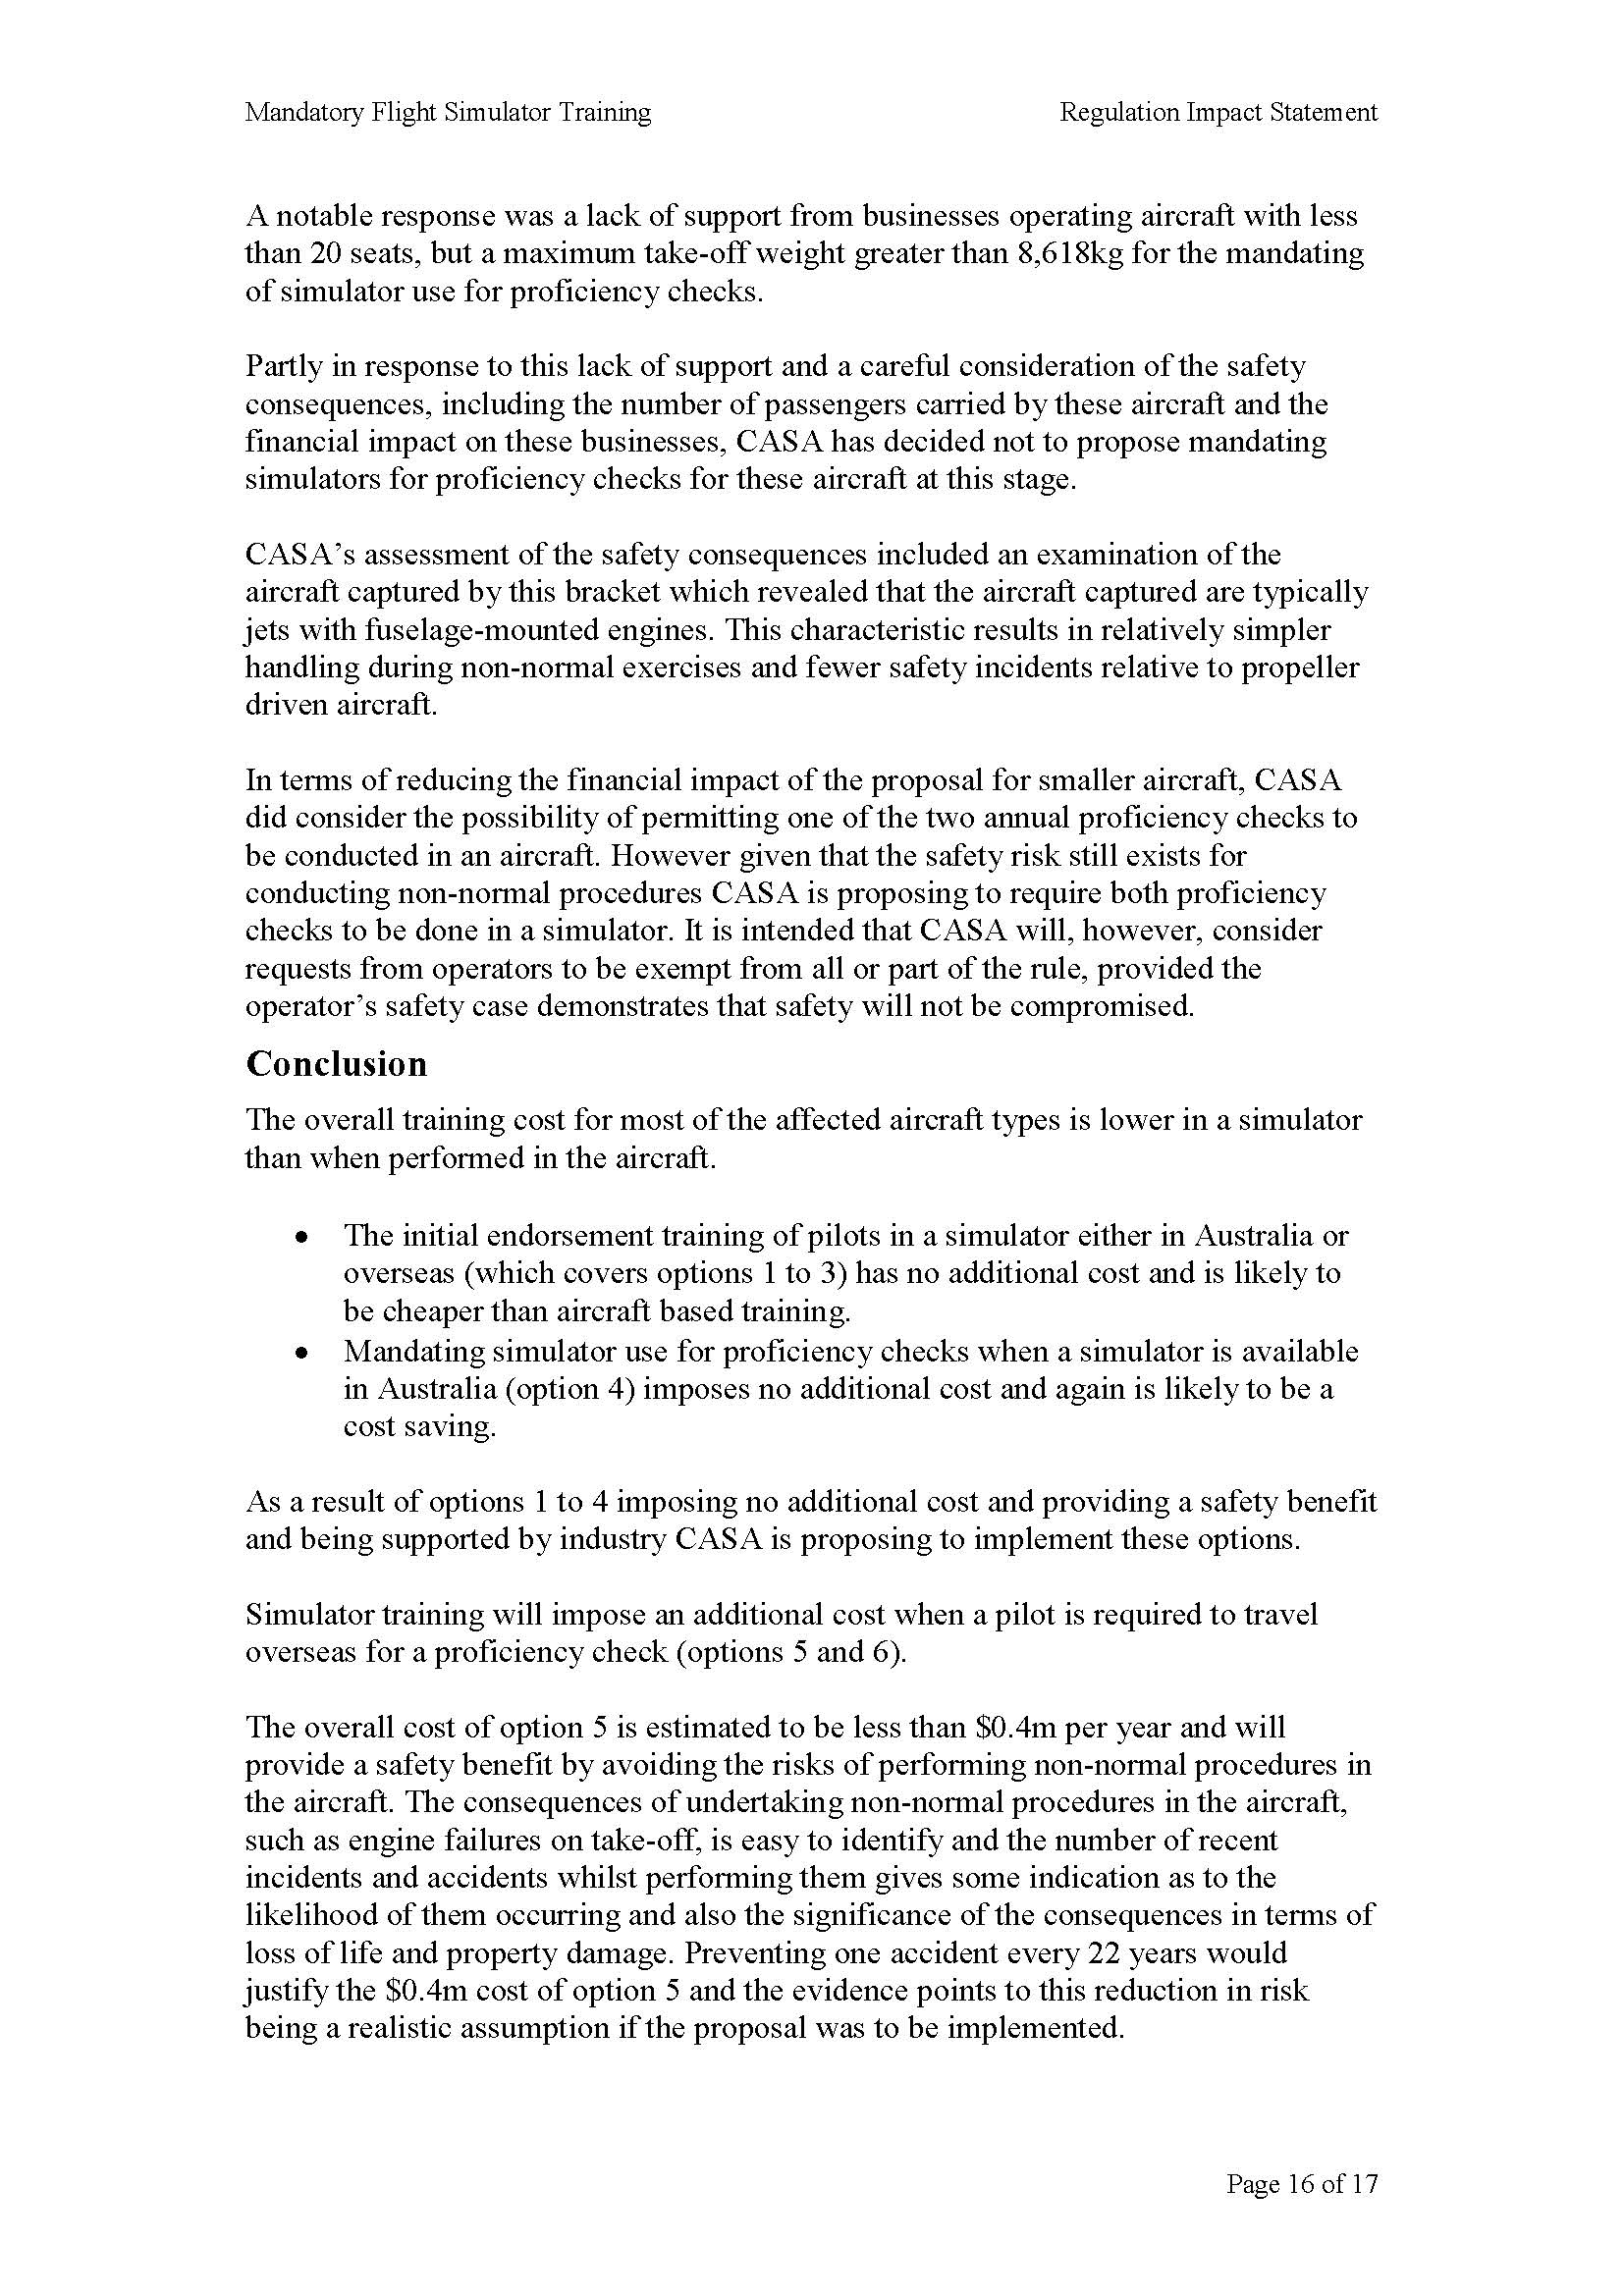 Mandatory Flight Simulator Training Regulation Impact Statement
A notable response was a lack of support from businesses operating aircraft with less
than 20 seats, but a maximum take-off weight greater than 8,618kg for the mandating
of simulator use for proficiency checks.
Partly in response to this lack of support and a careful consideration of the safety
consequences, including the number of passengers carried by these aircraft and the
financial impact on these businesses, CASA has decided not to propose mandating
simulators for proficiency checks for these aircraft at this stage.
CASA’s assessment of the safety consequences included an examination of the
aircraft captured by this bracket which revealed that the aircraft captured are typically
jets with fuselage-mounted engines. This characteristic results in relatively simpler
handling during non-normal exercises and fewer safety incidents relative to propeller
driven aircraft.
In terms of reducing the financial impact of the proposal for smaller aircraft, CASA
did consider the possibility of permitting one of the two annual proficiency checks to
be conducted in an aircraft. However given that the safety risk still exists for
conducting non-normal procedures CASA is proposing to require both proficiency
checks to be done in a simulator. It is intended that CASA will, however, consider
requests from operators to be exempt from all or part of the rule, provided the
operator’s safety case demonstrates that safety will not be compromised.
Conclusion
The overall training cost for most of the affected aircraft types is lower in a simulator
than when performed in the aircraft.
• The initial endorsement training of pilots in a simulator either in Australia or
overseas (which covers options 1 to 3) has no additional cost and is likely to
be cheaper than aircraft based training.
• Mandating simulator use for proficiency checks when a simulator is available
in Australia (option 4) imposes no additional cost and again is likely to be a
cost saving.
As a result of options 1 to 4 imposing no additional cost and providing a safety benefit
and being supported by industry CASA is proposing to implement these options.
Simulator training will impose an additional cost when a pilot is required to travel
overseas for a proficiency check (options 5 and 6).
The overall cost of option 5 is estimated to be less than $0.4m per year and will
provide a safety benefit by avoiding the risks of performing non-normal procedures in
the aircraft. The consequences of undertaking non-normal procedures in the aircraft,
such as engine failures on take-off, is easy to identify and the number of recent
incidents and accidents whilst performing them gives some indication as to the
likelihood of them occurring and also the significance of the consequences in terms of
loss of life and property damage. Preventing one accident every 22 years would
justify the $0.4m cost of option 5 and the evidence points to this reduction in risk
being a realistic assumption if the proposal was to be implemented.
Page 16 of 17